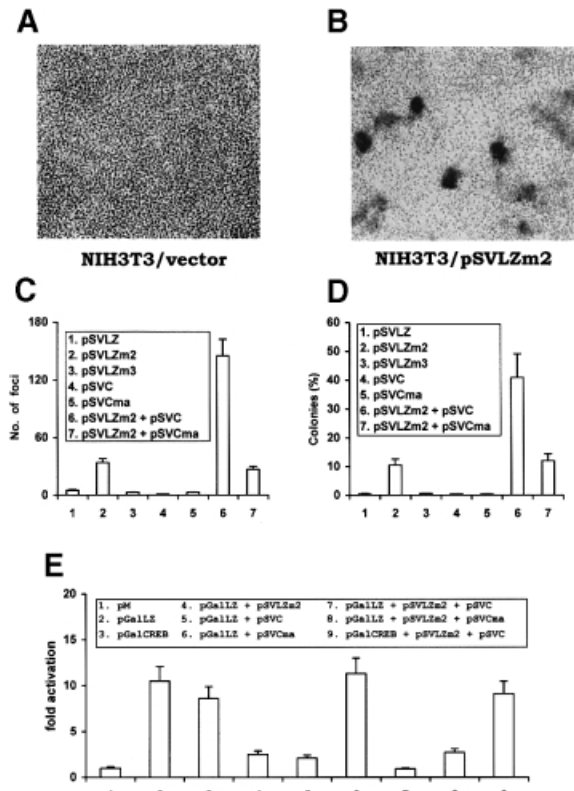 A
B
NIH3T3/vector
NIH3T3/pSVLZm2
C
180
120
60
0
No. of foci
1. pSVLZ
2. pSVLZm2
3. pSVLZm3
4. pSVC
5. pSVCma
6. pSVLZm2 + pSVC
7. pSVLZm2 + pSVCma
1 2 3 4 5 6 7
D
60
50
40
30
20
10
0
Colonies (%)
1. pSVLZ
2. pSVLZm2
3. pSVLZm3
4. pSVC
5. pSVCma
6. pSVLZm2 + pSVC
7. pSVLZm2 + pSVCma
1 2 3 4 5 6 7
E
20
15
10
5
0
fold activation
1. pM 4. pGalLZ + pSVLZm2 7. pGalLZ + pSVLZm2 + pSVC
2. pGalLZ 5. pGalLZ + pSVC 8. pGalLZ + pSVLZm2 + pSVCma
3. pGalCREB 6. pGalLZ + pSVCma 9. pGalCREB + pSVLZm2 + pSVC